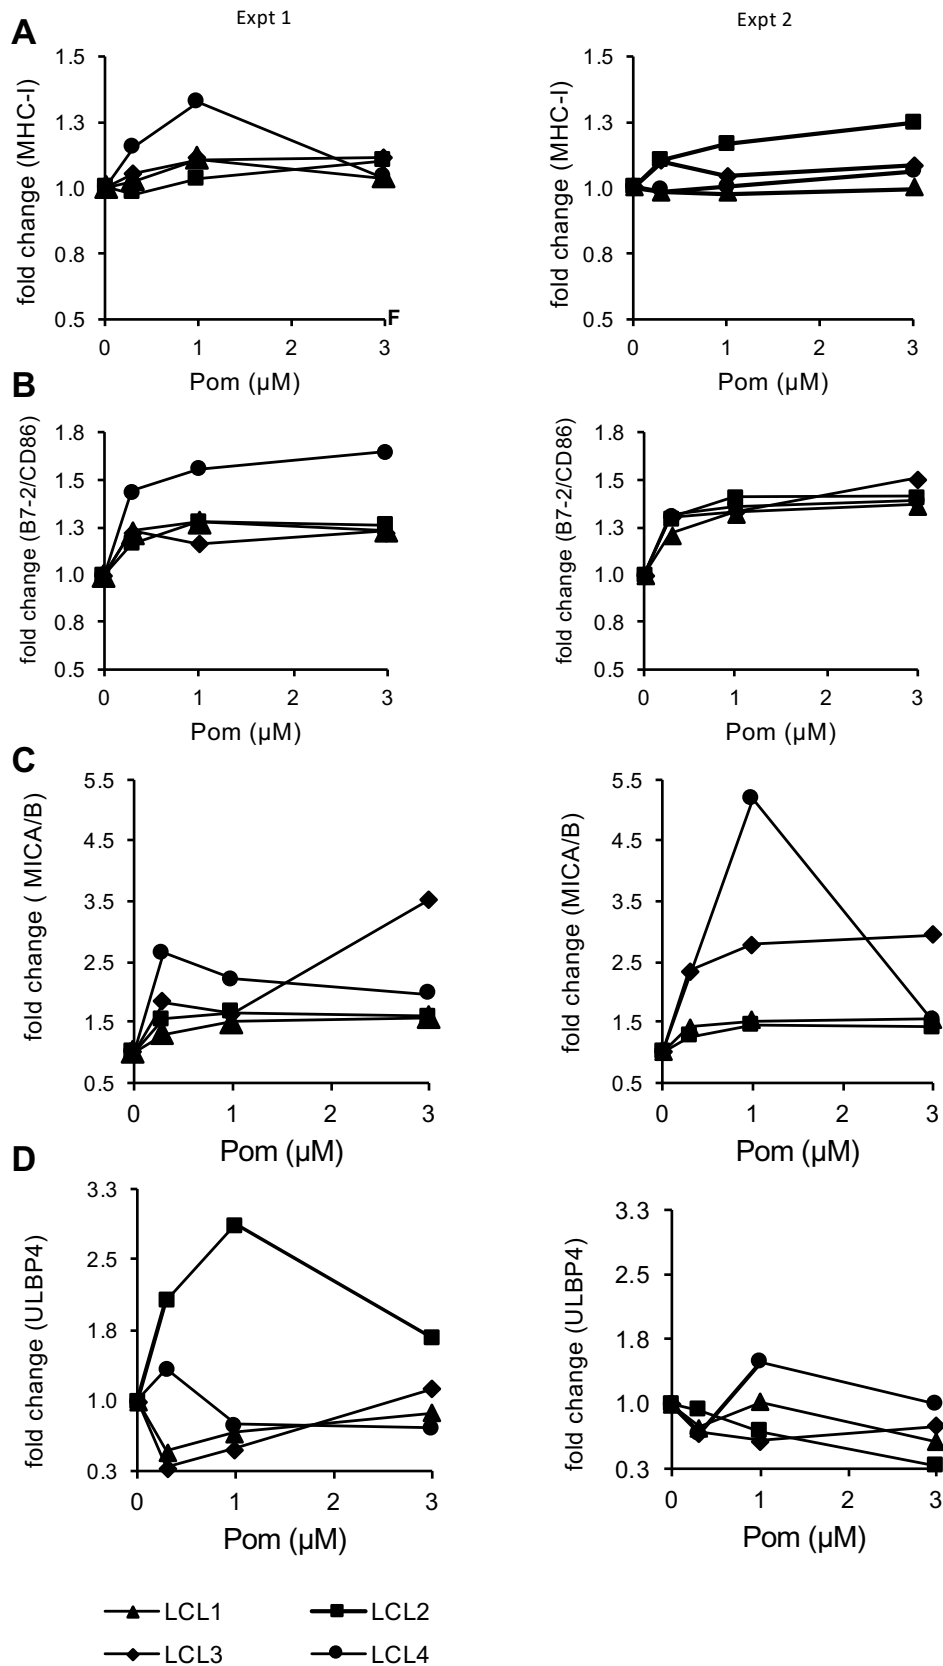 Expt 1
Expt 2
A
fold change (MHC-I)
1.5
1.3
1.0
0.8
0.5
0 1 2 3
F
Pom (µM)
fold change (MHC-I)
1.5
1.3
1.0
0.8
0.5
0 1 2 3
Pom (µM)
B
fold change (B7-2/CD86)
1.8
1.5
1.3
1.0
0.8
0.5
0 1 2 3
Pom (µM)
fold change (B7-2/CD86)
1.8
1.5
1.3
1.0
0.8
0.5
0 1 2 3
Pom (µM)
C
fold change ( MICA/B)
5.5
4.5
3.5
2.5
1.5
0.5
0 1 2 3
Pom (µM)
fold change (MICA/B)
5.5
4.5
3.5
2.5
1.5
0.5
0 1 2 3
Pom (µM)
D
fold change (ULBP4)
3.3
2.5
1.8
1.0
0.3
0 1 2 3
Pom (µM)
fold change (ULBP4)
3.3
2.5
1.8
1.0
0.3
0 1 2 3
Pom (µM)
LCL1 LCL2
LCL3 LCL4